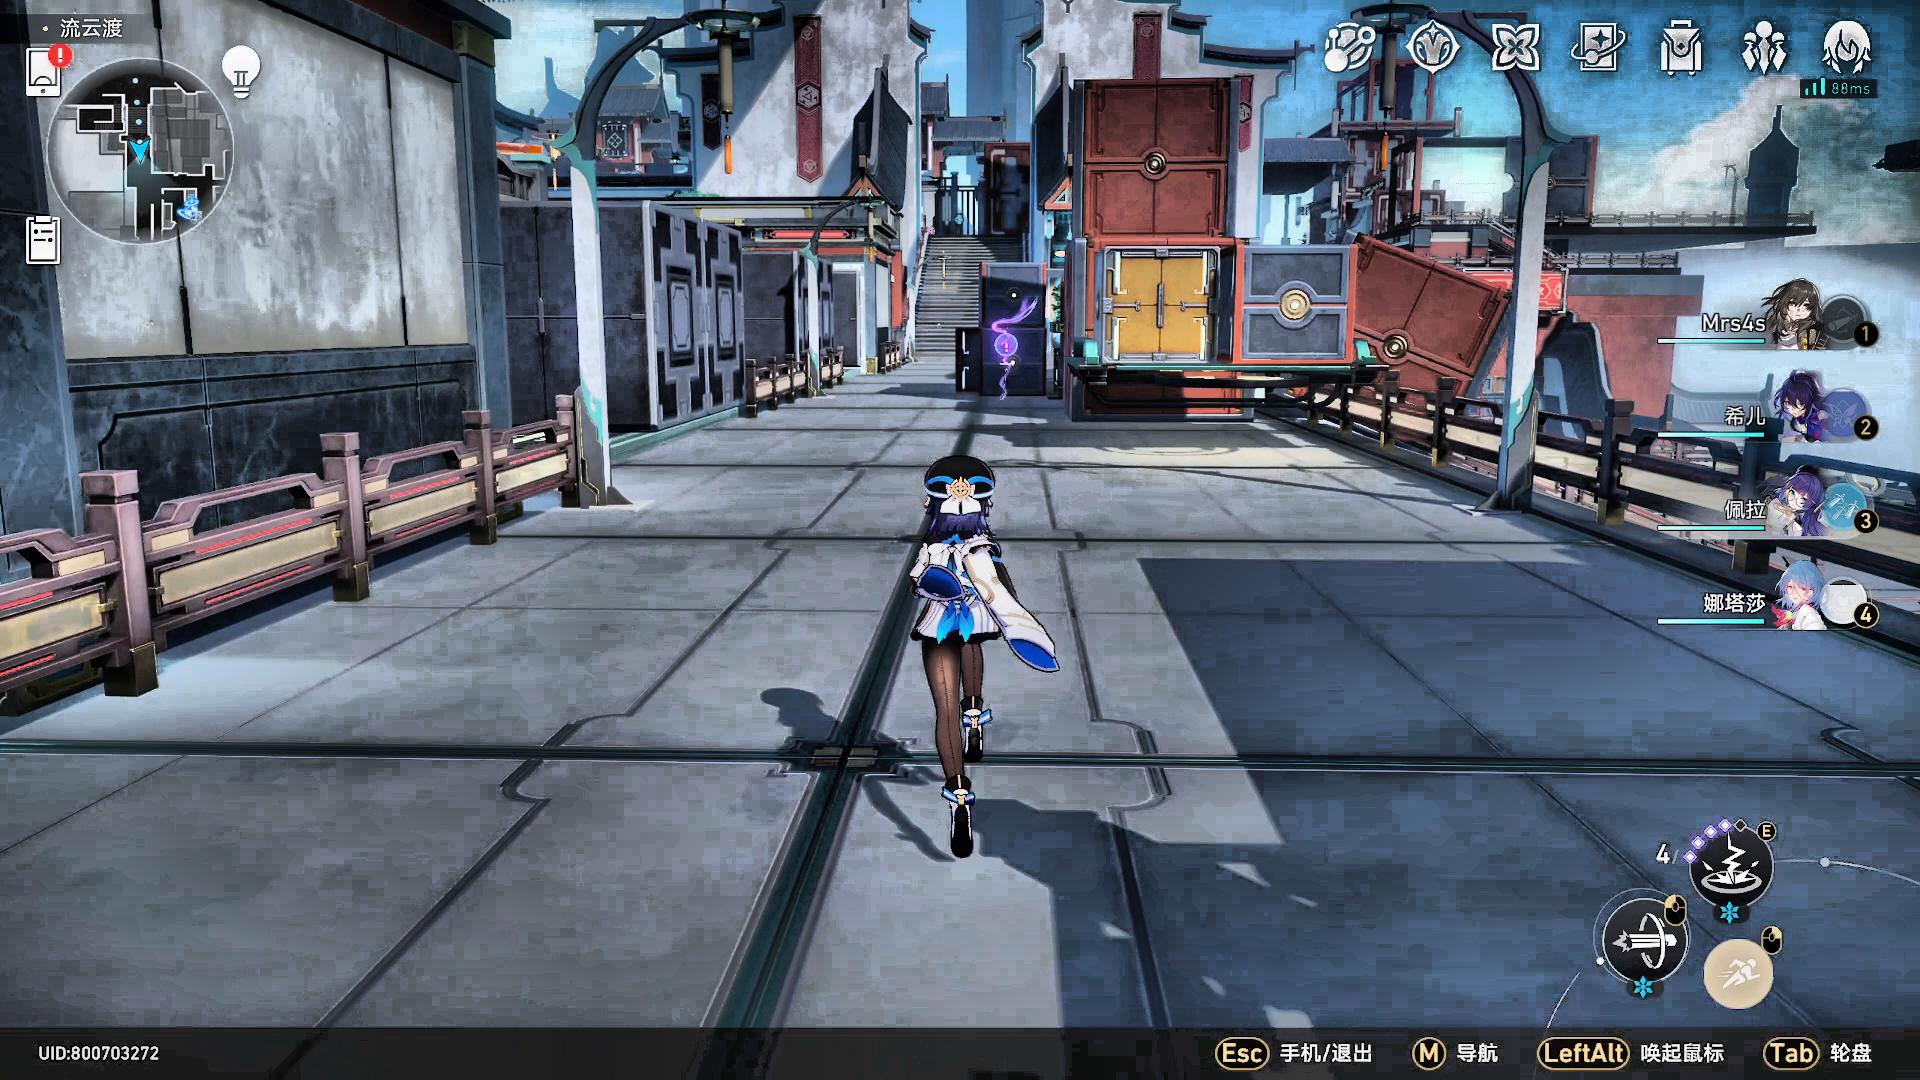 流云渡
88ms
Mrs4s
1
希儿
2
佩拉
3
娜塔莎
4
E
4/
UID:800703272
Esc 手机/退出
M 导航
LeftAlt 唤起鼠标
Tab 轮盘